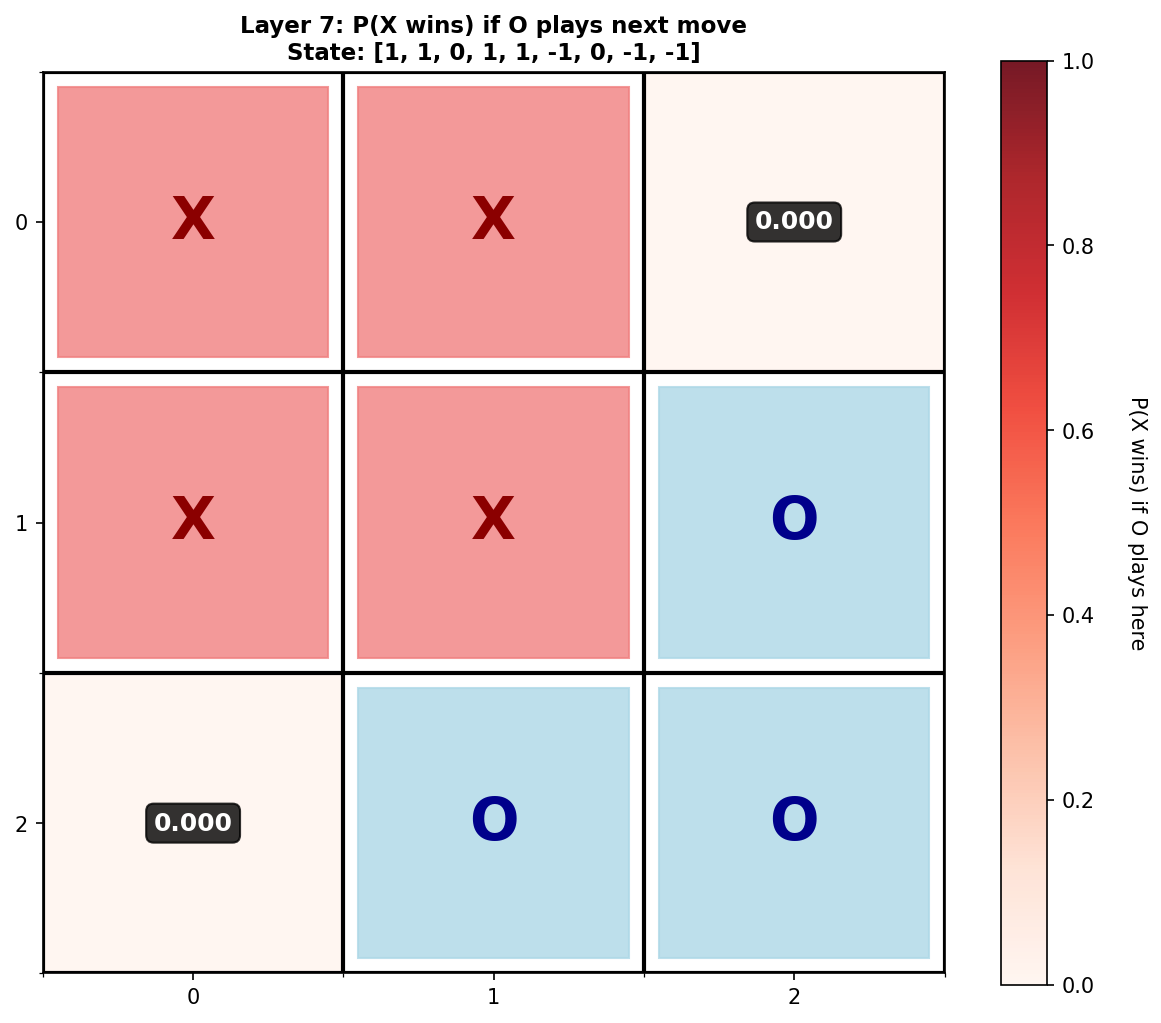 Layer 7: P(X wins) if O plays next move
State: [1, 1, 0, 1, 1, -1, 0, -1, -1]
0
X
X
0.000
1
X
X
O
2
0.000
O
O
0
1
2
1.0
0.8
0.6
0.4
0.2
0.0
P(X wins) if O plays here